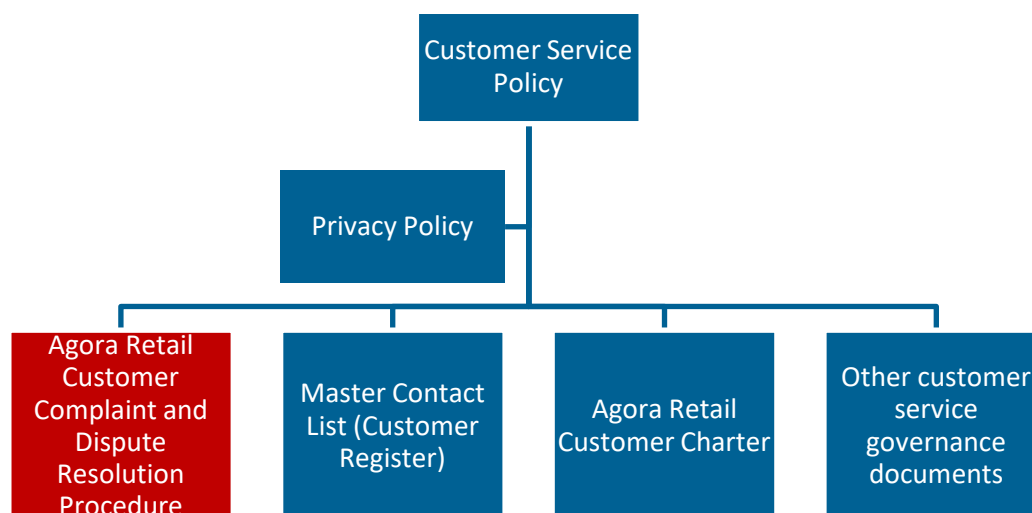 Customer Service
Policy
Privacy Policy
Agora Retail
Customer
Complaint and
Dispute
Resolution
Procedure
Master Contact
List (Customer
Register)
Agora Retail
Customer Charter
Other customer
service
governance
documents